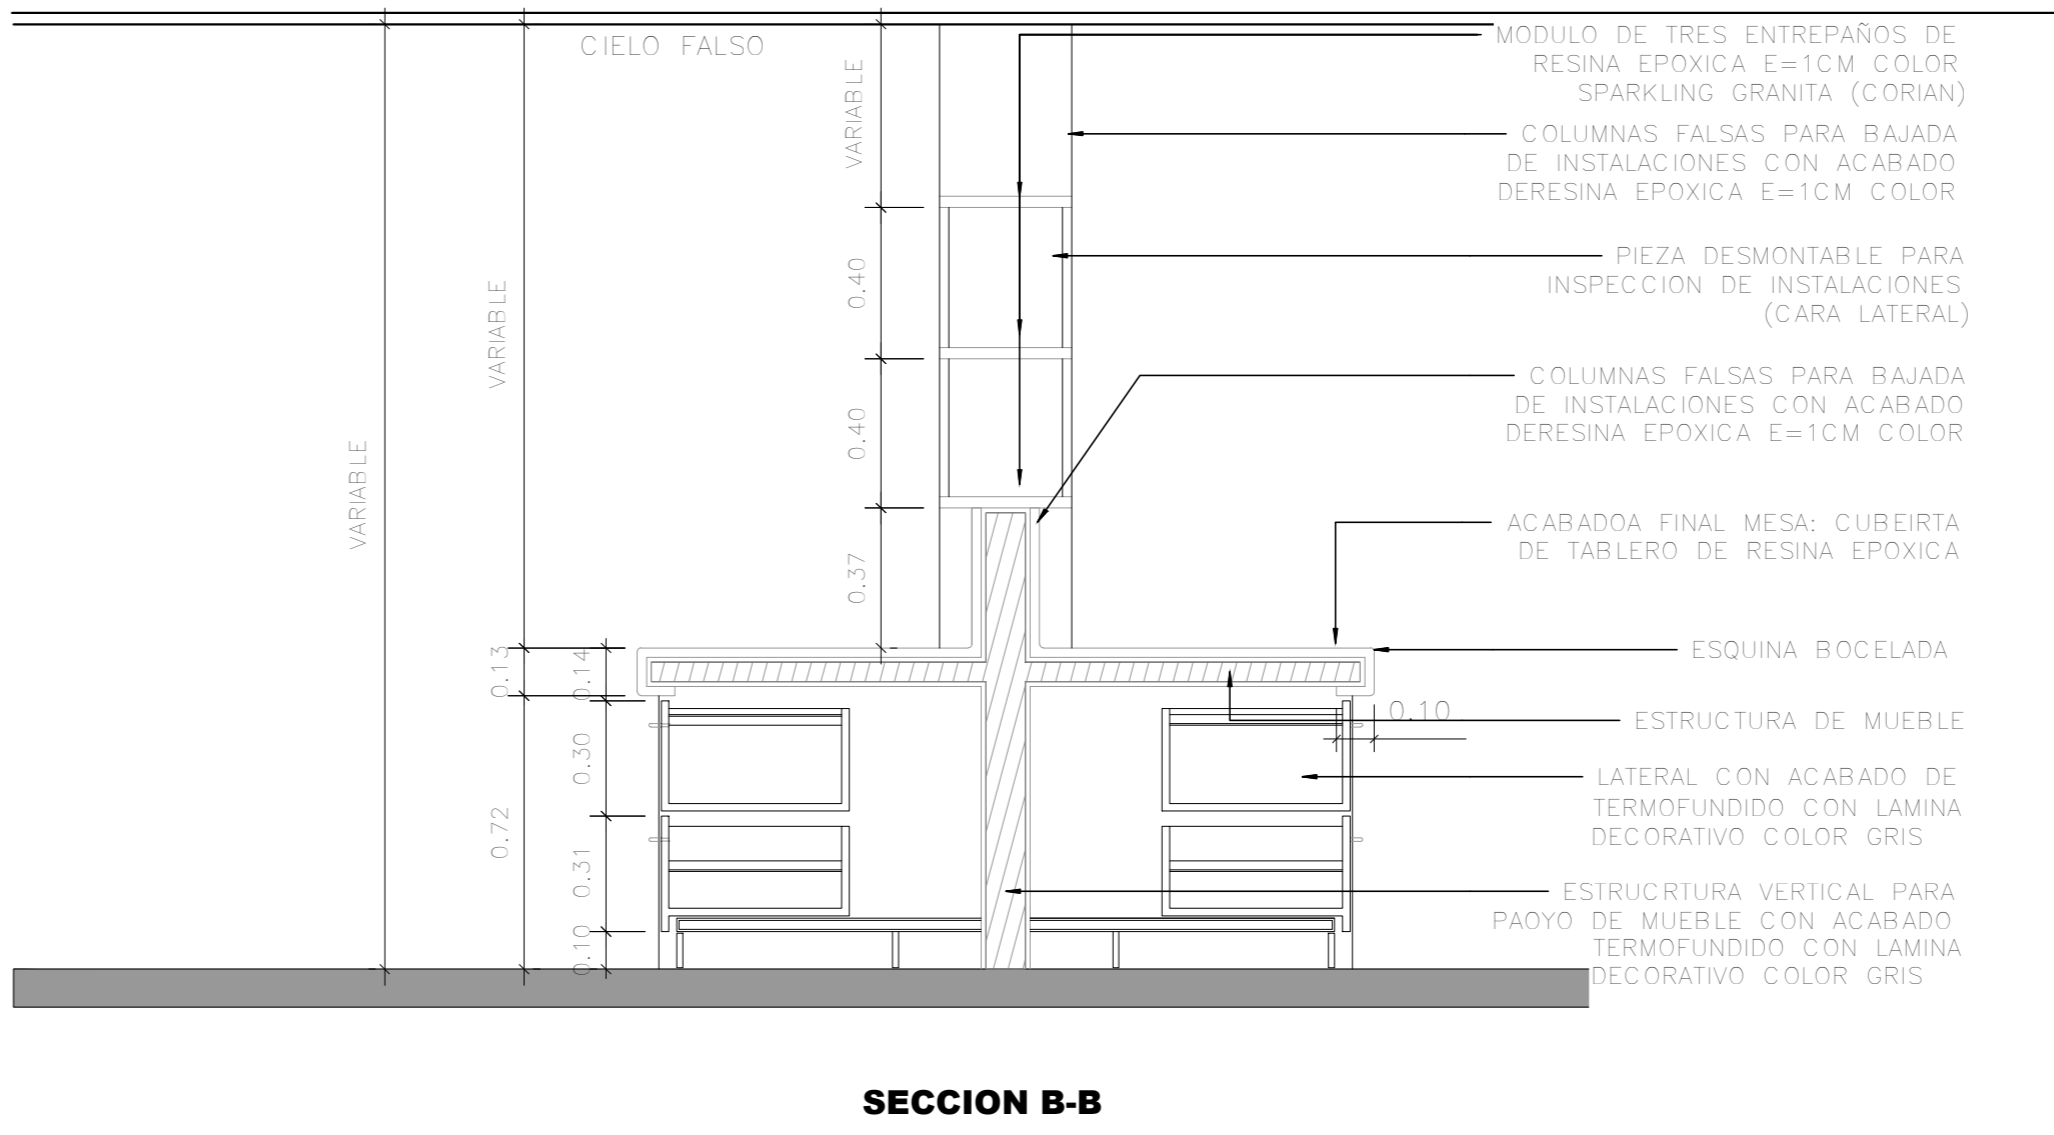 CIELO FALSO
MODULO DE TRES ENTREPAÑOS DE
RESINA EPOXICA E=1CM COLOR
SPARKLING GRANITA (CORIAN)
COLUMNAS FALSAS PARA BAJADA
DE INSTALACIONES CON ACABADO
DERESINA EPOXICA E=1CM COLOR
PIEZA DESMONTABLE PARA
INSPECCION DE INSTALACIONES
(CARA LATERAL)
COLUMNAS FALSAS PARA BAJADA
DE INSTALACIONES CON ACABADO
DERESINA EPOXICA E=1CM COLOR
ACABADOA FINAL MESA: CUBEIRTA
DE TABLERO DE RESINA EPOXICA
ESQUINA BOCELADA
0.10
ESTRUCTURA DE MUEBLE
LATERAL CON ACABADO DE
TERMOFUNDIDO CON LAMINA
DECORATIVO COLOR GRIS
ESTRUCRTURA VERTICAL PARA
PAOYO DE MUEBLE CON ACABADO
TERMOFUNDIDO CON LAMINA
DECORATIVO COLOR GRIS
VARIABLE
VARIABLE
0.13
0.72
0.14
0.30
0.31
0.10
VARIABLE
0.40
0.40
0.37
SECCION B-B